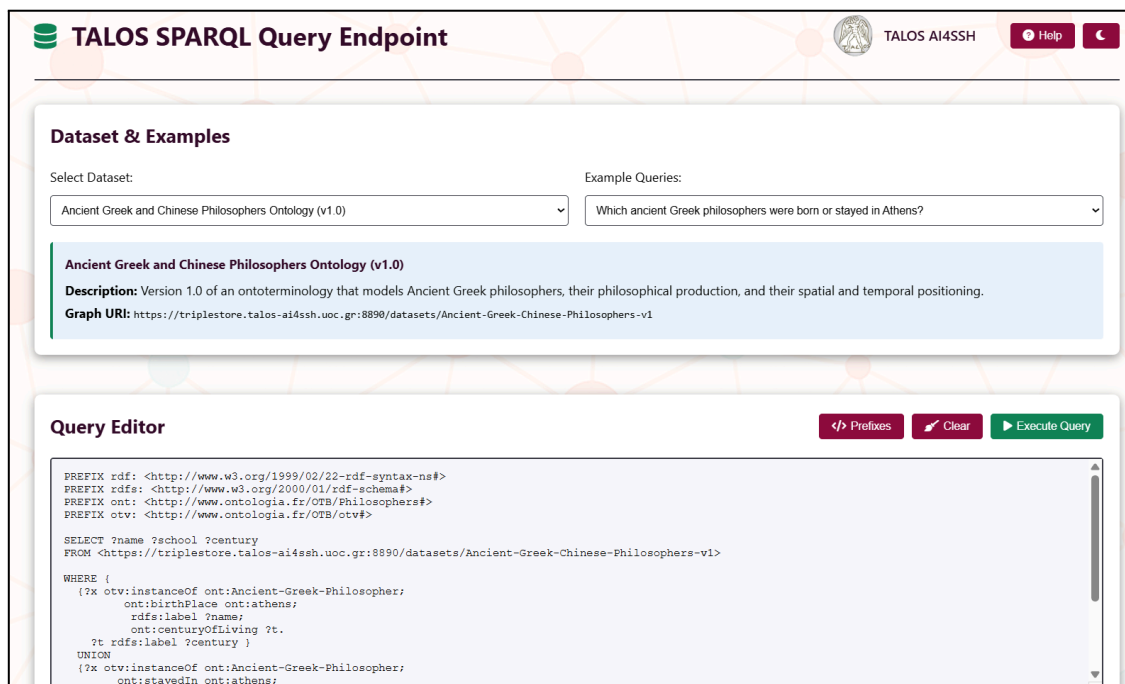 TALOS SPARQL Query Endpoint
TALOS AI4SSH
Help
Dataset & Examples
Select Dataset:
Example Queries:
Ancient Greek and Chinese Philosophers Ontology (v1.0)
Which ancient Greek philosophers were born or stayed in Athens?
Ancient Greek and Chinese Philosophers Ontology (v1.0)
Description: Version 1.0 of an ontoterminology that models Ancient Greek philosophers, their philosophical production, and their spatial and temporal positioning.
Graph URI: https://triplestore.talos-ai4ssh.uoc.gr:8890/datasets/Ancient-Greek-Chinese-Philosophers-v1
Query Editor
</> Prefixes
Clear
Execute Query
PREFIX rdf: <http://www.w3.org/1999/02/22-rdf-syntax-ns#>
PREFIX rdfs: <http://www.w3.org/2000/01/rdf-schema#>
PREFIX ont: <http://www.ontologia.fr/OTB/Philosophers#>
PREFIX otv: <http://www.ontologia.fr/OTB/otv#>
SELECT ?name ?school ?century
FROM <https://triplestore.talos-ai4ssh.uoc.gr:8890/datasets/Ancient-Greek-Chinese-Philosophers-v1>
WHERE {
{?x otv:instanceOf ont:Ancient-Greek-Philosopher;
ont:birthPlace ont:athens;
rdfs:label ?name;
ont:centuryOfLiving ?t.
?t rdfs:label ?century }
UNION
{?x otv:instanceOf ont:Ancient-Greek-Philosopher;
ont:stayedIn ont:athens;